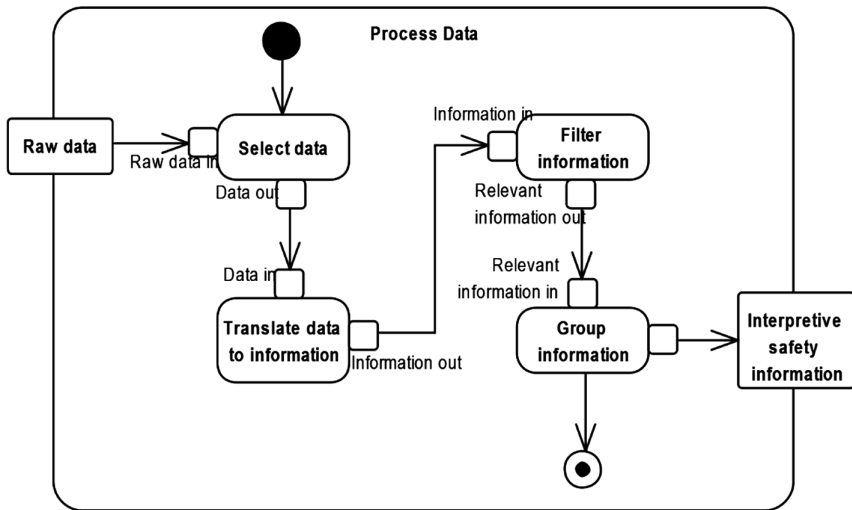 Process Data
Raw data
Raw data in
Select data
Data out
Data in
Translate data
to information
Information out
Information in
Filter
information
Relevant
information out
Relevant
information in
Group
information
Interpretive
safety
information